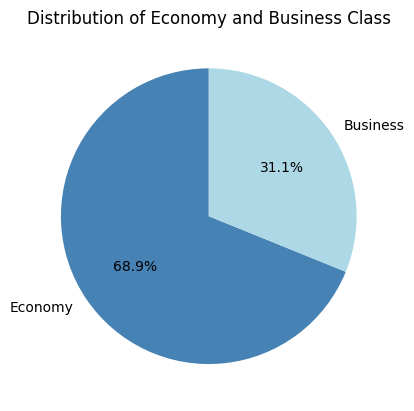 Distribution of Economy and Business Class
Business
31.1%
68.9%
Economy